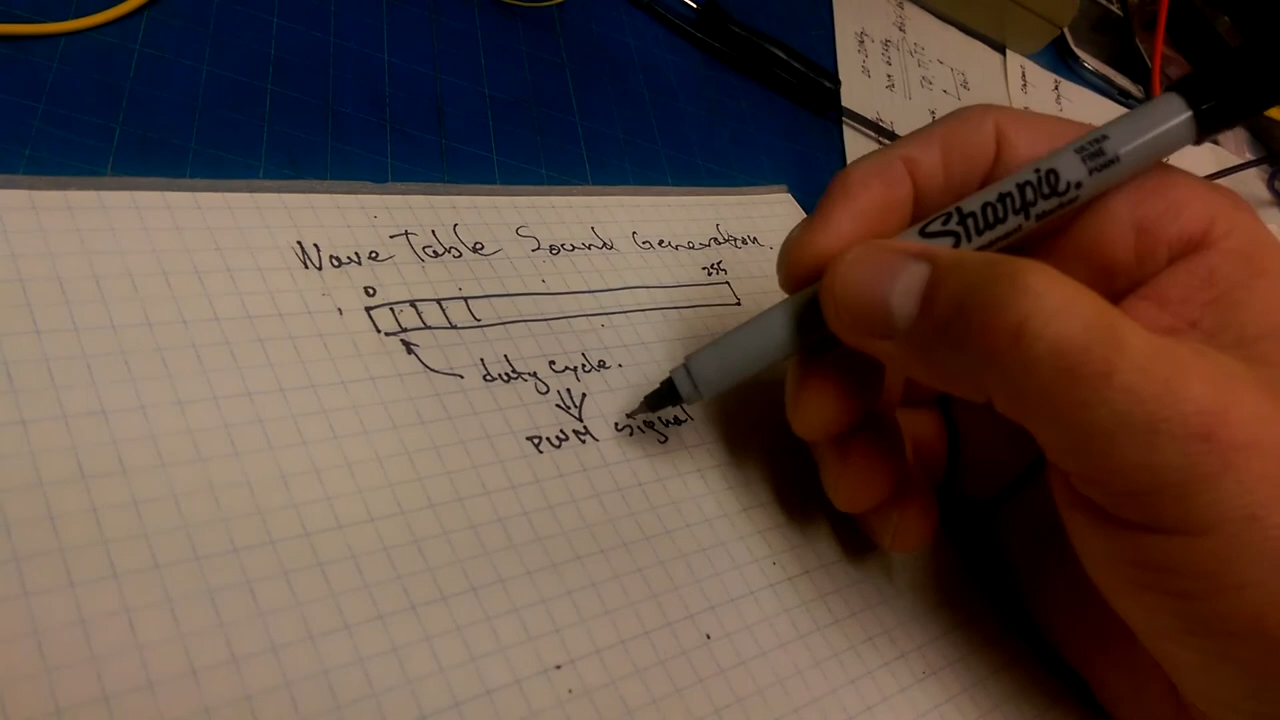 Wave Table Sound Generation.
0 255
duty cycle.
PWM signal
Sharpie.
ULTRA
FINE
POINT